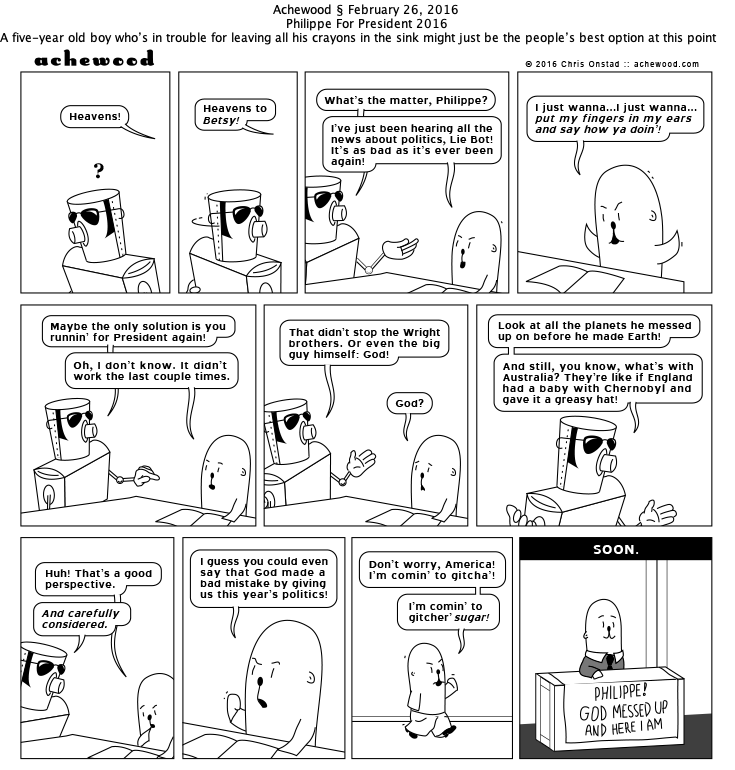 Achewood § February 26, 2016
Philippe For President 2016
A five-year old boy who's in trouble for leaving all his crayons in the sink might just be the people's best option at this point
achewood
© 2016 Chris Onstad :: achewood.com
Heavens!
?
Heavens to
Betsy!
What's the matter, Philippe?
I've just been hearing all the
news about politics, Lie Bot!
It's as bad as it's ever been
again!
I just wanna...I just wanna...
put my fingers in my ears
and say how ya doin'!
Maybe the only solution is you
runnin' for President again!
Oh, I don't know. It didn't
work the last couple times.
That didn't stop the Wright
brothers. Or even the big
guy himself: God!
God?
Look at all the planets he messed
up on before he made Earth!
And still, you know, what's with
Australia? They're like if England
had a baby with Chernobyl and
gave it a greasy hat!
Huh! That's a good
perspective.
And carefully
considered.
I guess you could even
say that God made a
bad mistake by giving
us this year's politics!
Don't worry, America!
I'm comin' to gitcha'!
I'm comin' to
gitcher' sugar!
SOON.
PHILIPPE!
GOD MESSED UP
AND HERE I AM